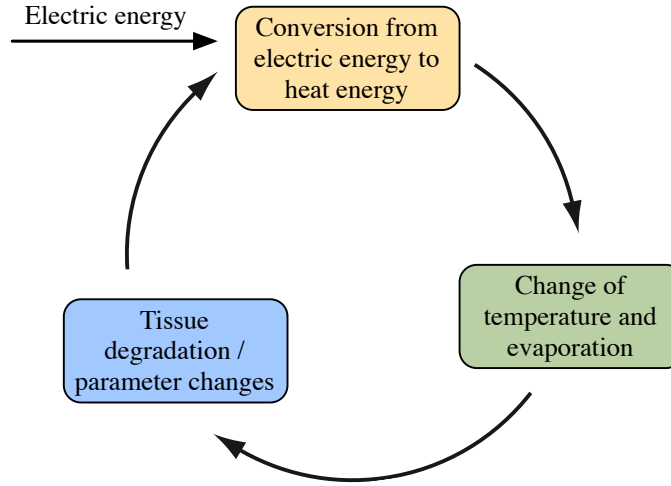 Electric energy
Conversion from
electric energy to
heat energy
Change of
temperature and
evaporation
Tissue
degradation /
parameter changes